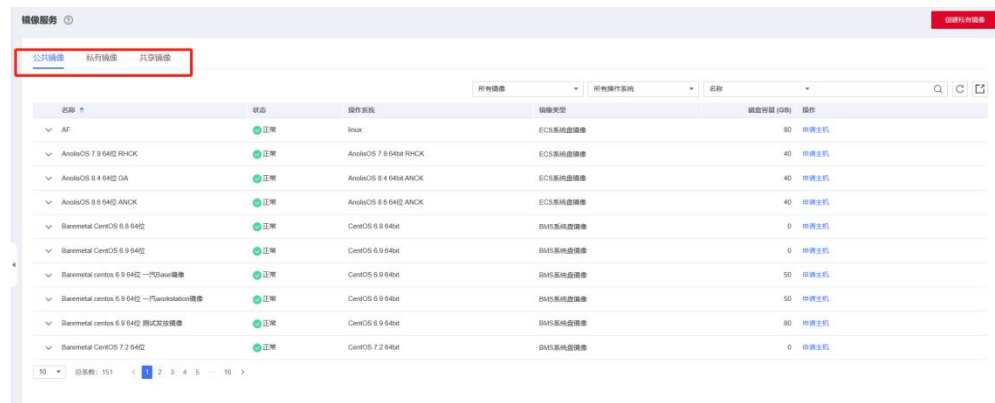 镜像服务 ?
创建私有镜像
公共镜像 私有镜像 共享镜像
所有镜像 所有操作系统 名称
名称 状态 操作系统 镜像类型 磁盘容量 (GB) 操作
AF 正常 linux ECS系统盘镜像 80 申请主机
AnolisOS 7.9 64位 RHCK 正常 AnolisOS 7.9 64bit RHCK ECS系统盘镜像 40 申请主机
AnolisOS 8.4 64位 GA 正常 AnolisOS 8.4 64bit ANCK ECS系统盘镜像 40 申请主机
AnolisOS 8.6 64位 ANCK 正常 AnolisOS 8.6 64位 ANCK ECS系统盘镜像 40 申请主机
Baremetal CentOS 6.8 64位 正常 CentOS 6.8 64bit BMS系统盘镜像 0 申请主机
Baremetal CentOS 6.9 64位 正常 CentOS 6.9 64bit BMS系统盘镜像 0 申请主机
Baremetal centos 6.9 64位 一汽Base镜像 正常 CentOS 6.9 64bit BMS系统盘镜像 50 申请主机
Baremetal centos 6.9 64位 一汽workstation镜像 正常 CentOS 6.9 64bit BMS系统盘镜像 50 申请主机
Baremetal centos 6.9 64位 测试发放镜像 正常 CentOS 6.9 64bit BMS系统盘镜像 80 申请主机
Baremetal CentOS 7.2 64位 正常 CentOS 7.2 64bit BMS系统盘镜像 0 申请主机
10 总条数: 151 < 1 2 3 4 5 ··· 16 >